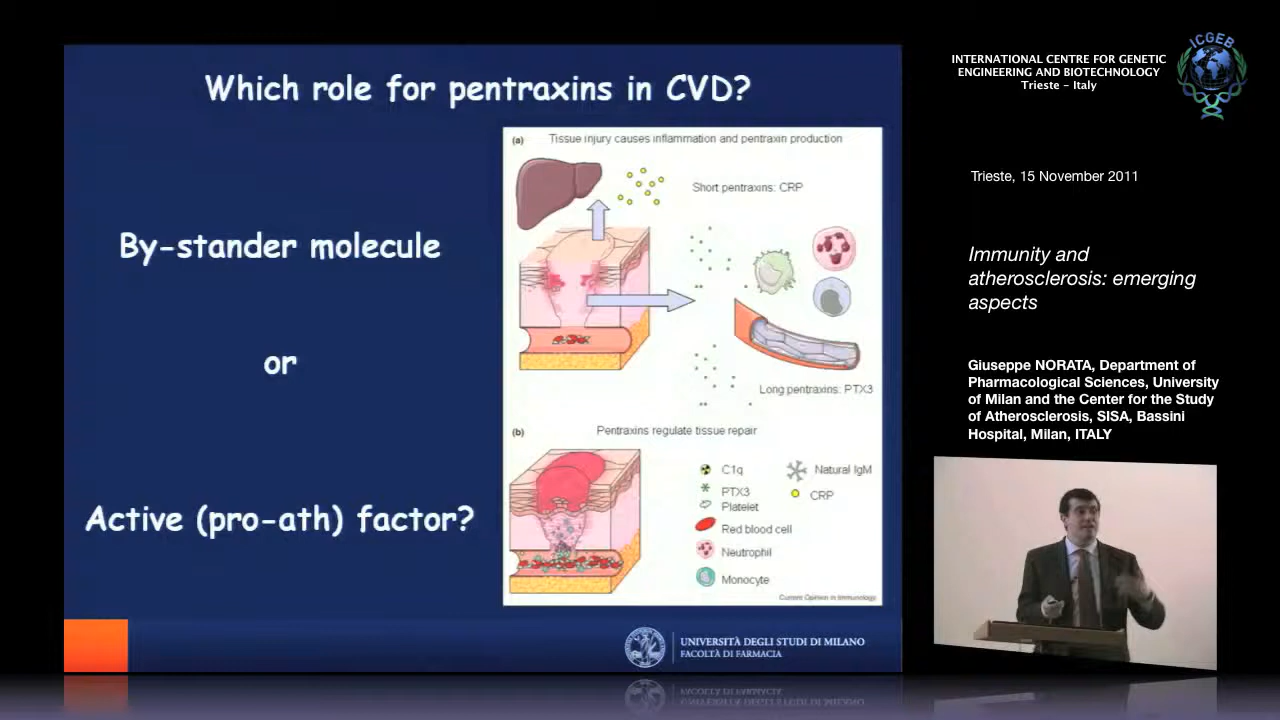 Which role for pentraxins in CVD?
By-stander molecule
or
Active (pro-ath) factor?
(a) Tissue injury causes inflammation and pentraxin production
Short pentraxins: CRP
Long pentraxins: PTX3
(b) Pentraxins regulate tissue repair
C1q
PTX3
Platelet
Red blood cell
Neutrophil
Monocyte
Natural IgM
CRP
Current Opinion in Immunology
UNIVERSITÀ DEGLI STUDI DI MILANO
FACOLTÀ DI FARMACIA
INTERNATIONAL CENTRE FOR GENETIC
ENGINEERING AND BIOTECHNOLOGY
Trieste - Italy
ICGEB
Trieste, 15 November 2011
Immunity and
atherosclerosis: emerging
aspects
Giuseppe NORATA, Department of
Pharmacological Sciences, University
of Milan and the Center for the Study
of Atherosclerosis, SISA, Bassini
Hospital, Milan, ITALY